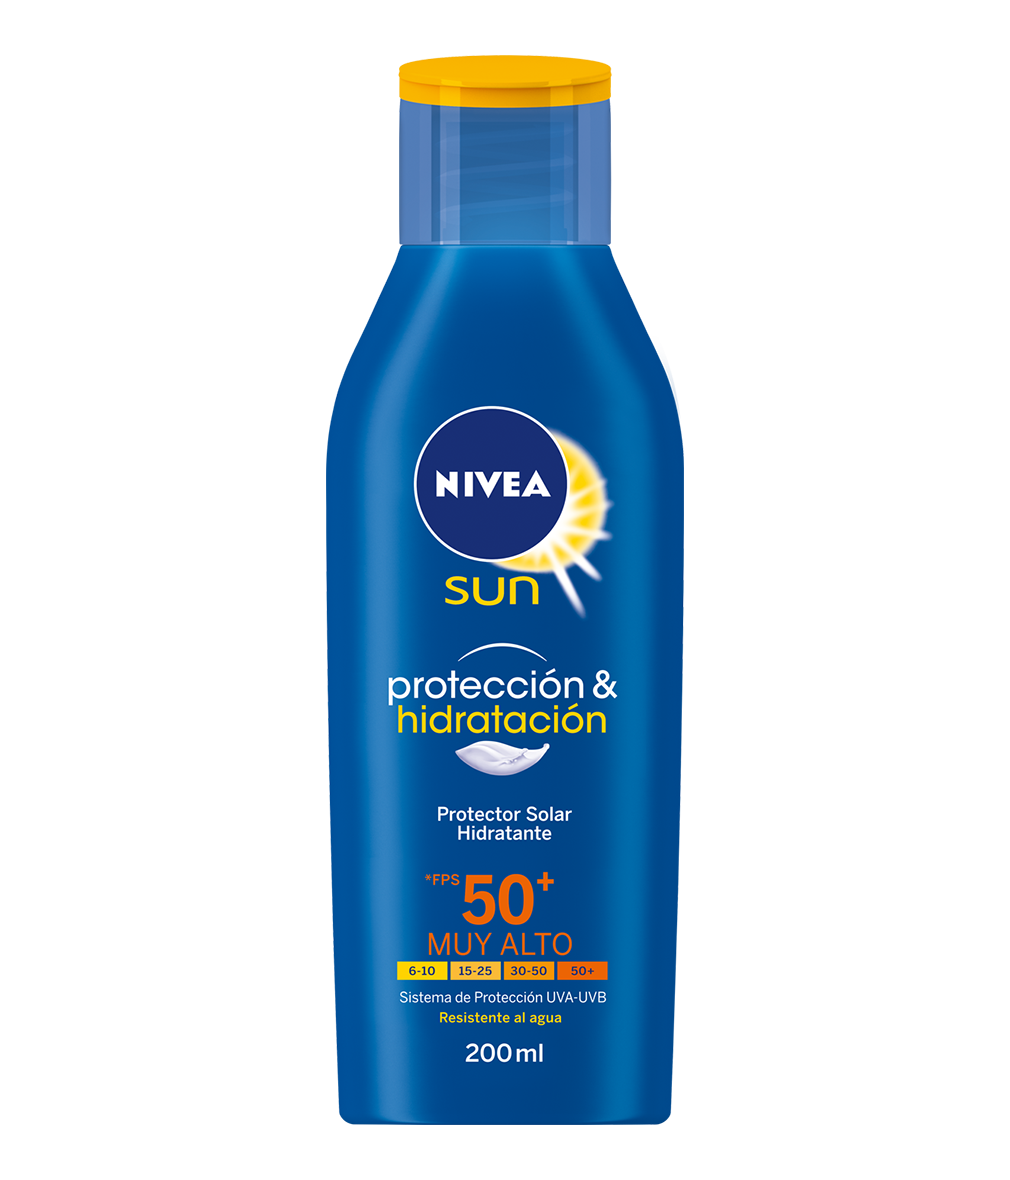 NIVEA
sun
protección &
hidratación
Protector Solar
Hidratante
*FPS 50+
MUY ALTO
6-10 15-25 30-50 50+
Sistema de Protección UVA-UVB
Resistente al agua
200ml